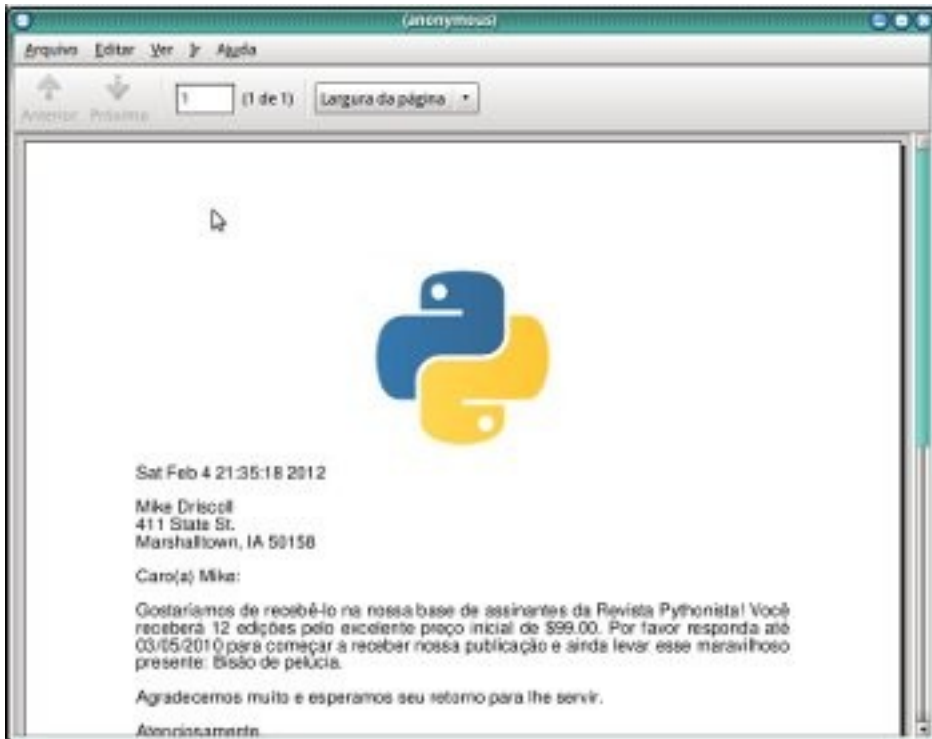 (anonymous)
Arquivo Editar Ver Ir Ajuda
Anterior Próxima 1 (1 de 1) Largura da página
Sat Feb 4 21:35:18 2012
Mike Driscoll
411 State St.
Marshalltown, IA 50158
Caro(a) Mike:
Gostaríamos de recebê-lo na nossa base de assinantes da Revista Pythonista! Você
receberá 12 edições pelo excelente preço inicial de $99.00. Por favor responda até
03/05/2010 para começar a receber nossa publicação e ainda levar esse maravilhoso
presente: Bisão de pelúcia.
Agradecemos muito e esperamos seu retorno para lhe servir.
Atenciosamente